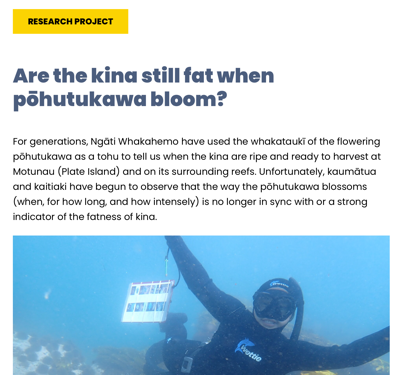 RESEARCH PROJECT
Are the kina still fat when
pōhutukawa bloom?
For generations, Ngāti Whakahemo have used the whakataukī of the flowering
pōhutukawa as a tohu to tell us when the kina are ripe and ready to harvest at
Motunau (Plate Island) and on its surrounding reefs. Unfortunately, kaumātua
and kaitiaki have begun to observe that the way the pōhutukawa blossoms
(when, for how long, and how intensely) is no longer in sync with or a strong
indicator of the fatness of kina.